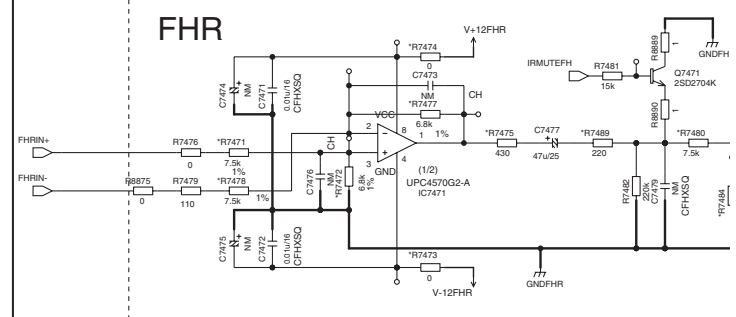 FHR
V+12FHR
*R7474
0
C7473
NM
*R7477
6.8k
1%
CH
C7474
NM
C7471
0.01u/16
CFHXSQ
VCC
2
8
1
3
4
GND
(1/2)
UPC4570G2-A
IC7471
CH
FHRIN+
R7476
0
*R7471
7.5k
1%
FHRIN-
R8875
0
R7479
110
*R7478
7.5k
1%
C7476
NM
*R7472
6.8k
1%
C7475
NM
C7472
0.01u/16
CFHXSQ
*R7473
0
V-12FHR
*R7475
430
C7477
47u/25
*R7489
220
IRMUTEFH
R7481
15k
R8889
1
GNDFH
Q7471
2SD2704K
R8890
1
*R7480
7.5k
R7482
220k
C7479
NM
CFHXSQ
*R7484
GNDFHR